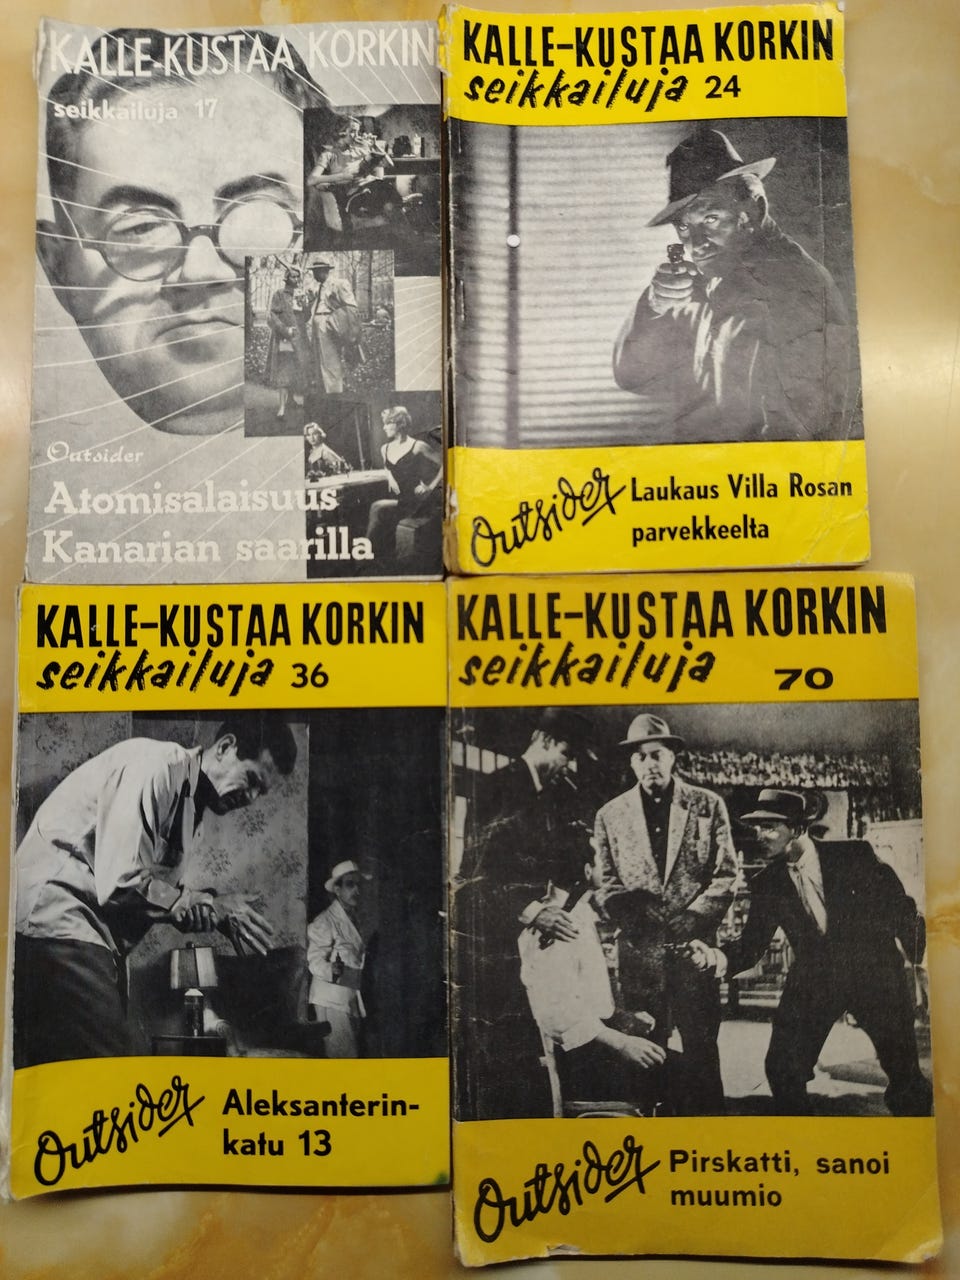 KALLE-KUSTAA KORKIN
seikkailuja 17
Outsider
Atomisalaisuus
Kanarian saarilla
KALLE-KUSTAA KORKIN
seikkailuja 24
Outsider
Laukaus Villa Rosan
parvekkeelta
KALLE-KUSTAA KORKIN
seikkailuja 36
Outsider
Aleksanterin-
katu 13
KALLE-KUSTAA KORKIN
seikkailuja 70
Outsider
Pirskatti, sanoi
muumio